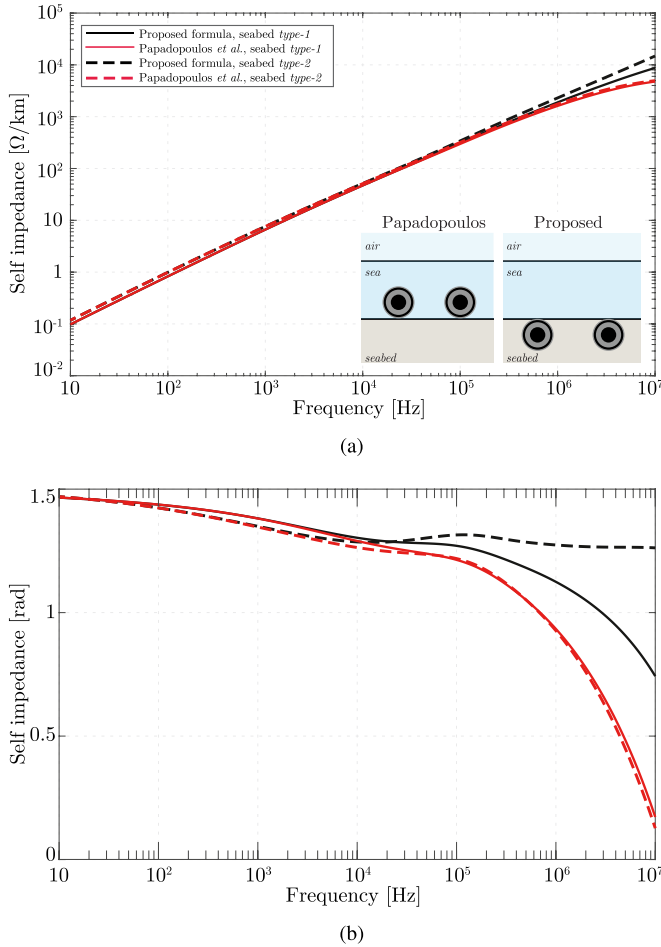 10^5
10^4
10^3
10^2
10
1
10^-1
10^-2
Self impedance [Ω/km]
Proposed formula, seabed type-1
Papadopoulos et al., seabed type-1
Proposed formula, seabed type-2
Papadopoulos et al., seabed type-2
Papadopoulos Proposed
air air
sea sea
seabed seabed
10 10^2 10^3 10^4 10^5 10^6 10^7
Frequency [Hz]
(a)
1.5
1
0.5
0
Self impedance [rad]
10 10^2 10^3 10^4 10^5 10^6 10^7
Frequency [Hz]
(b)